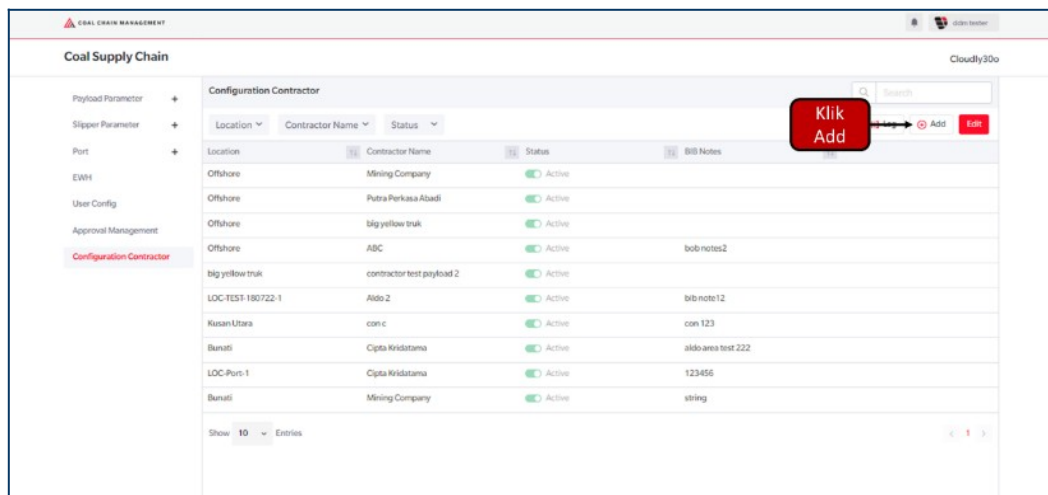 COAL CHAIN MANAGEMENT
ddm tester
Coal Supply Chain
Cloudly30o
Payload Parameter +
Slipper Parameter +
Port +
EWH
User Config
Approval Management
Configuration Contractor
Configuration Contractor
Search
Location Contractor Name Status
Klik
Add
Log Add Edit
Location Contractor Name Status BIB Notes
Offshore Mining Company Active
Offshore Putra Perkasa Abadi Active
Offshore big yellow truk Active
Offshore ABC Active bob notes2
big yellow truk contractor test payload 2 Active
LOC-TEST-180722-1 Aldo 2 Active bib note12
Kusan Utara con c Active con 123
Bunati Cipta Kridatama Active aldo area test 222
LOC-Port-1 Cipta Kridatama Active 123456
Bunati Mining Company Active string
Show 10 Entries
< 1 >